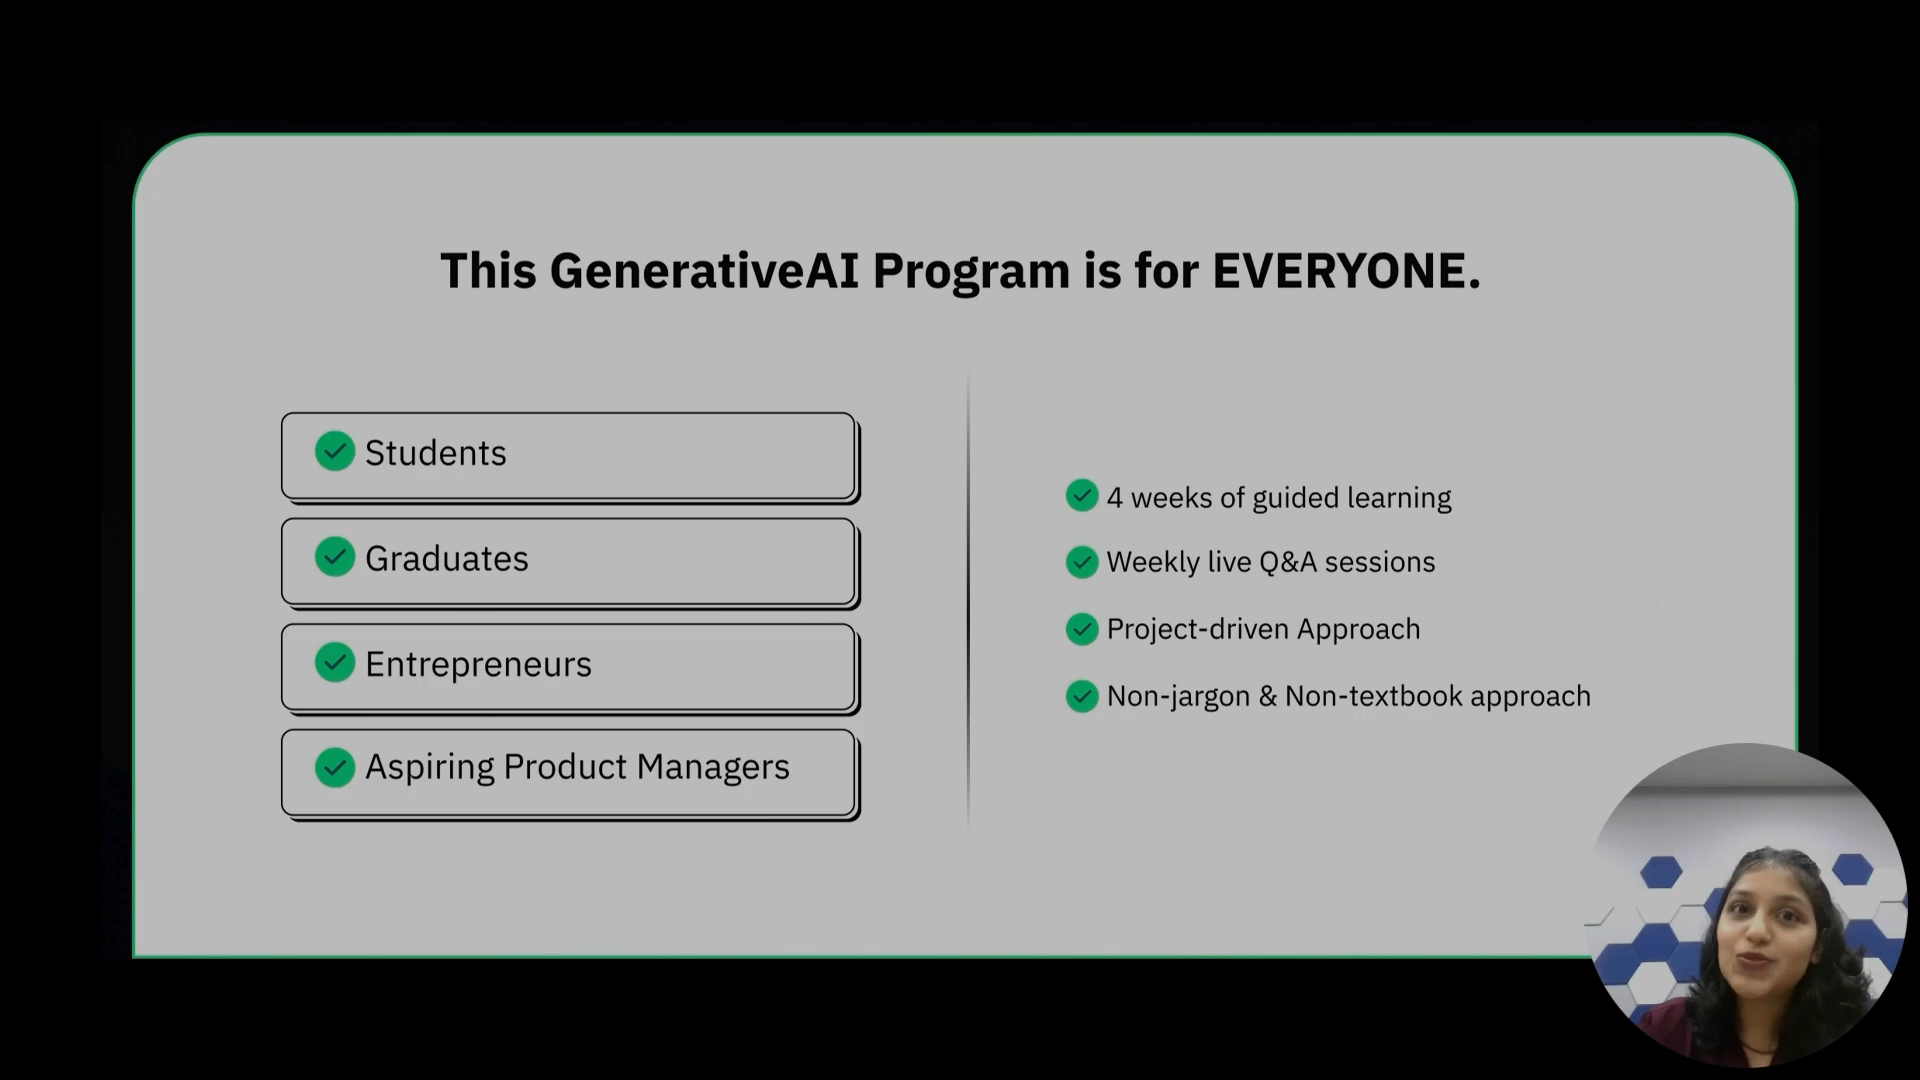 This GenerativeAI Program is for EVERYONE.
Students
Graduates
Entrepreneurs
Aspiring Product Managers
4 weeks of guided learning
Weekly live Q&A sessions
Project-driven Approach
Non-jargon & Non-textbook approach